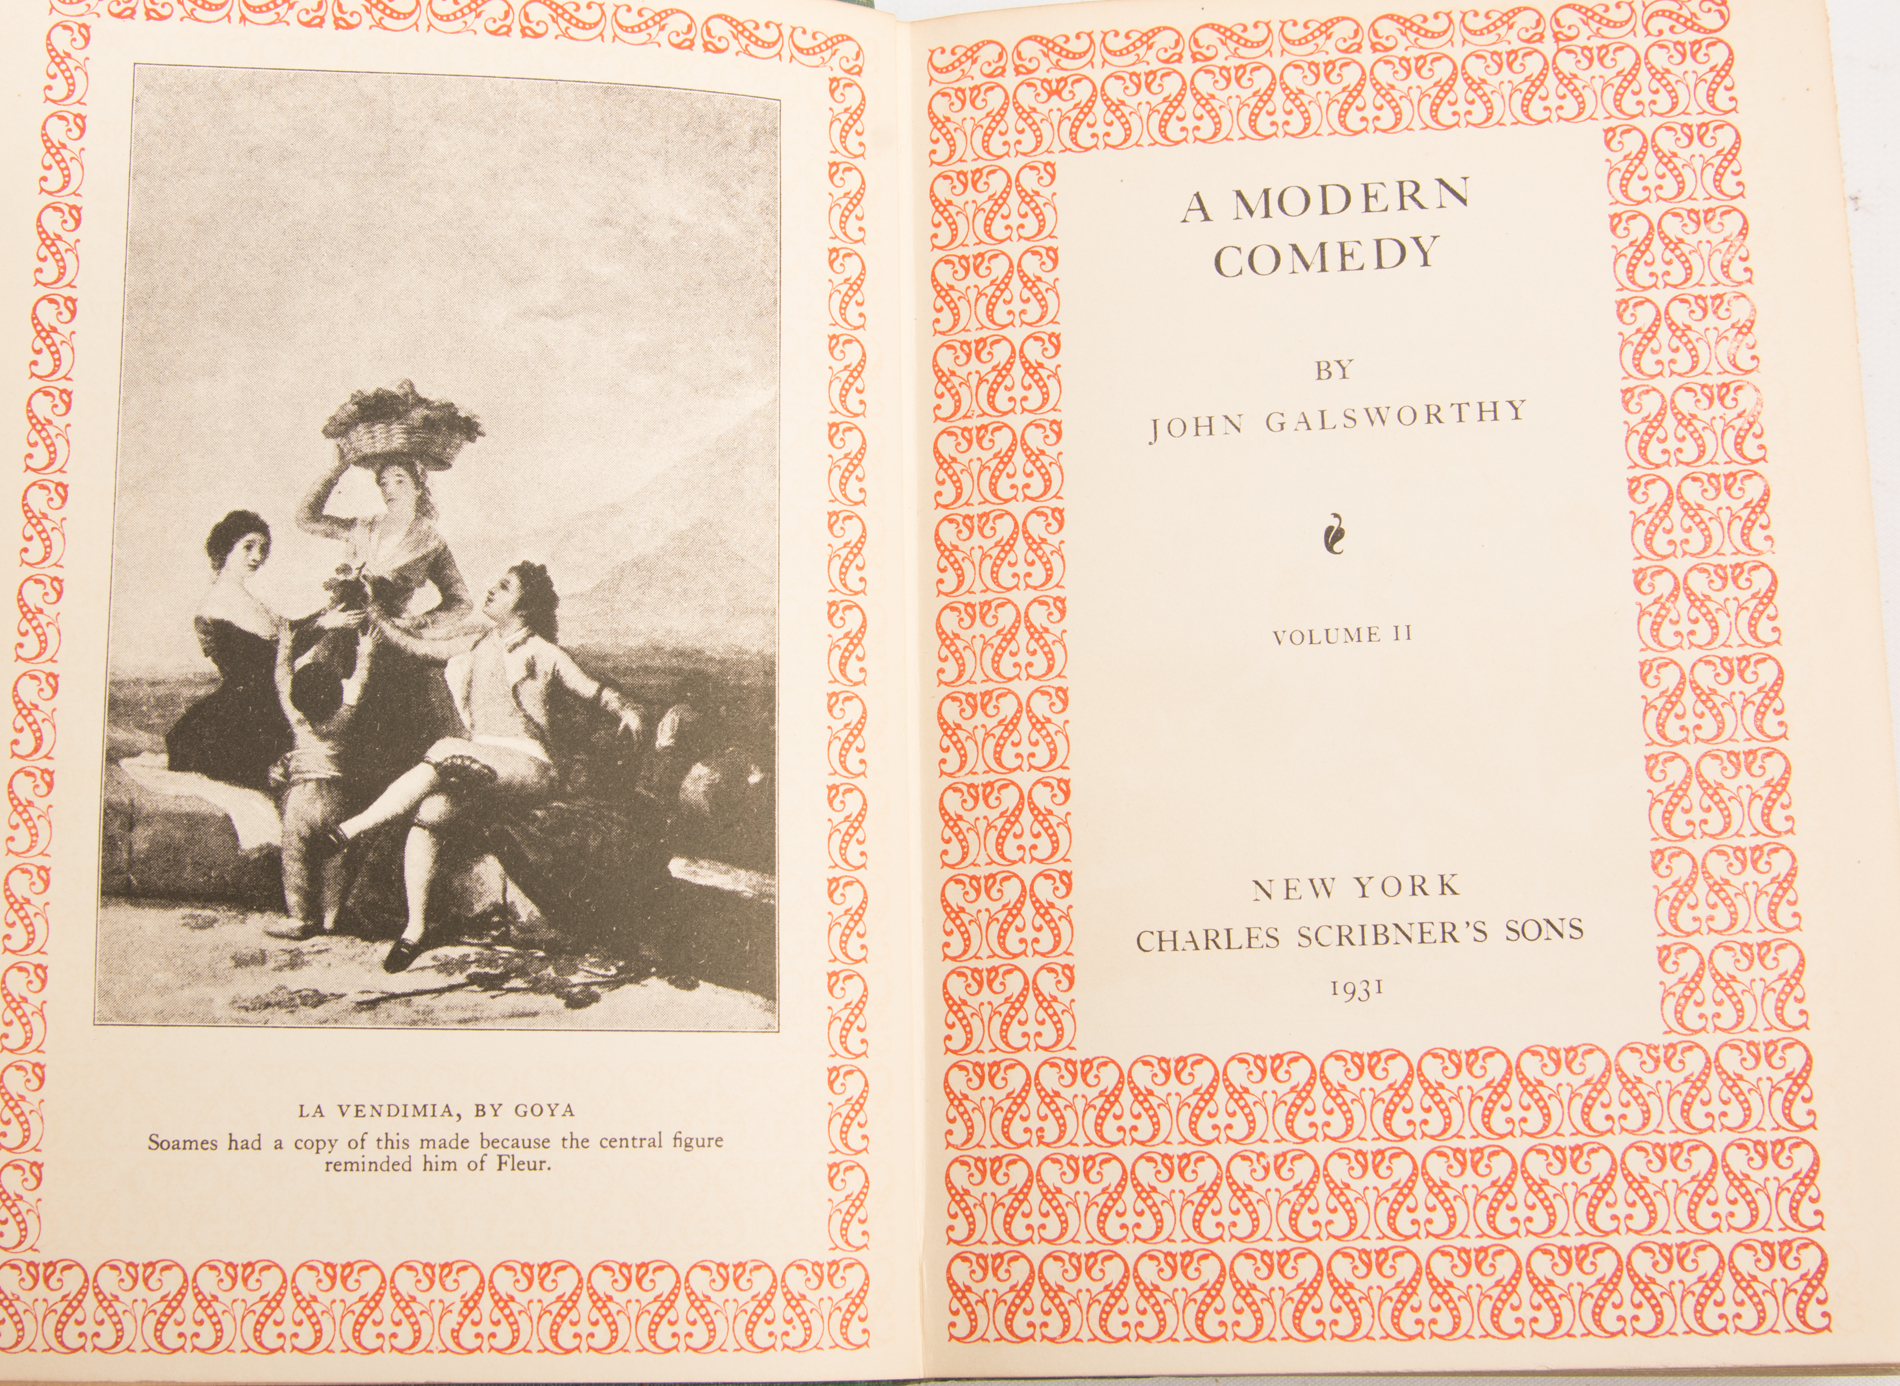 LA VENDIMIA, BY GOYA
Soames had a copy of this made because the central figure
reminded him of Fleur.
A MODERN
COMEDY
BY
JOHN GALSWORTHY
VOLUME II
NEW YORK
CHARLES SCRIBNER'S SONS
1931